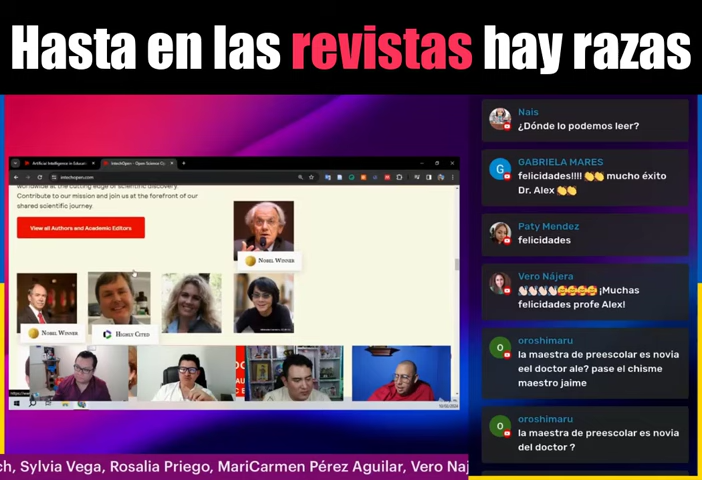 Hasta en las revistas hay razas
Nais
¿Dónde lo podemos leer?
GABRIELA MARES
felicidades!!!! 👏👏 mucho éxito
Dr. Alex 👏👏
Paty Mendez
felicidades
Vero Nájera
👏🏻👏🏻👏🏻👏🏻🥰🥰🥰🥰 ¡Muchas
felicidades profe Alex!
oroshimaru
la maestra de preescolar es novia
eel doctor ale? pase el chisme
maestro jaime
oroshimaru
la maestra de preescolar es novia
del doctor ?
intechopen.com
worldwide at the cutting edge of scientific discovery.
Contribute to our mission and join us at the forefront of our
shared scientific journey.
View all Authors and Academic Editors
NOBEL WINNER
NOBEL WINNER
HIGHLY CITED
ch, Sylvia Vega, Rosalia Priego, MariCarmen Pérez Aguilar, Vero Naj